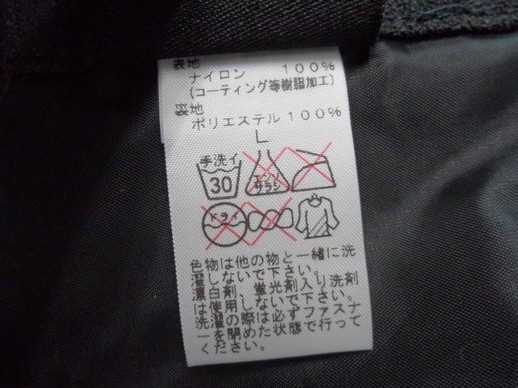 表地
ナイロン 100%
(コーティング等樹脂加工)
裏地
ポリエステル100%
L
手洗イ
30
エンソ
サラシ
ドライ
色物は他の物と一緒に洗
濯しないで下さい。
漂白剤、蛍光剤入り洗剤
は使用しないで下さい。
洗濯の際は必ずファスナ
ーを閉めた状態で行って
ください。